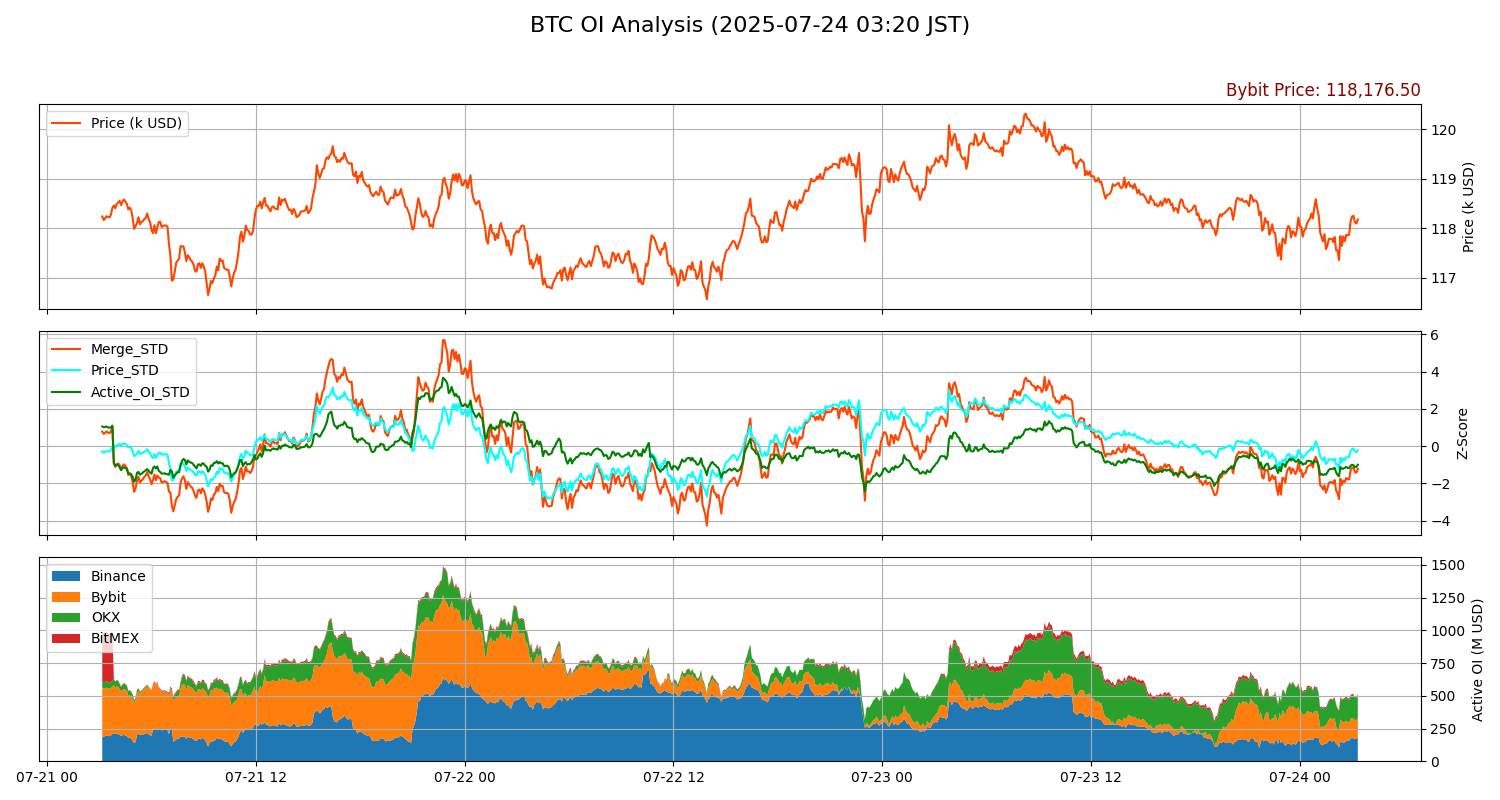 BTC OI Analysis (2025-07-24 03:20 JST)
Bybit Price: 118,176.50
Price (k USD)
120
119
118
117
Price (k USD)
Merge_STD
Price_STD
Active_OI_STD
6
4
2
0
−2
−4
Z-Score
Binance
Bybit
OKX
BitMEX
1500
1250
1000
750
500
250
0
Active OI (M USD)
07-21 00
07-21 12
07-22 00
07-22 12
07-23 00
07-23 12
07-24 00